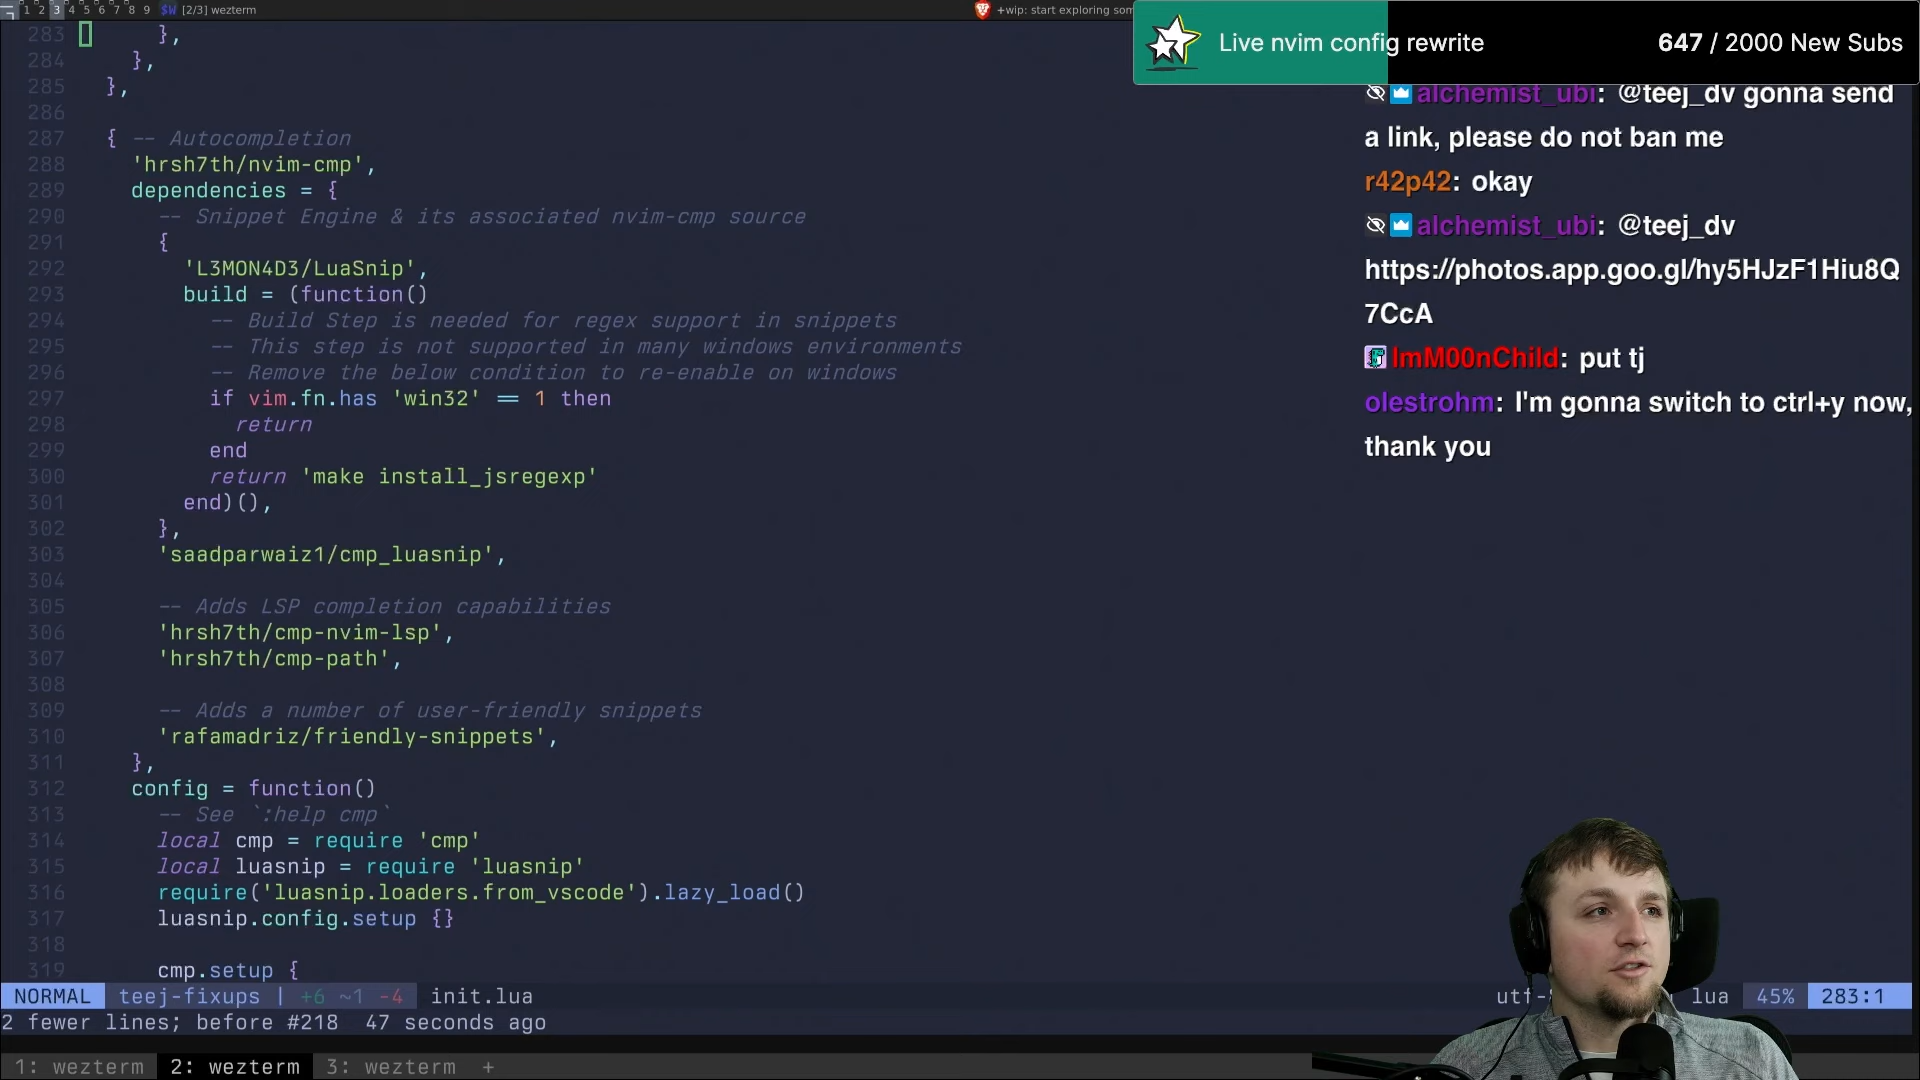 1 2 3 4 5 6 7 8 9 $W [2/3] wezterm
+wip: start exploring som
Live nvim config rewrite 647 / 2000 New Subs
283 },
284 },
285 },
286
287 { -- Autocompletion
288 'hrsh7th/nvim-cmp',
289 dependencies = {
290 -- Snippet Engine & its associated nvim-cmp source
291 {
292 'L3MON4D3/LuaSnip',
293 build = (function()
294 -- Build Step is needed for regex support in snippets
295 -- This step is not supported in many windows environments
296 -- Remove the below condition to re-enable on windows
297 if vim.fn.has 'win32' == 1 then
298 return
299 end
300 return 'make install_jsregexp'
301 end)(),
302 },
303 'saadparwaiz1/cmp_luasnip',
304
305 -- Adds LSP completion capabilities
306 'hrsh7th/cmp-nvim-lsp',
307 'hrsh7th/cmp-path',
308
309 -- Adds a number of user-friendly snippets
310 'rafamadriz/friendly-snippets',
311 },
312 config = function()
313 -- See `:help cmp`
314 local cmp = require 'cmp'
315 local luasnip = require 'luasnip'
316 require('luasnip.loaders.from_vscode').lazy_load()
317 luasnip.config.setup {}
318
319 cmp.setup {
alchemist_ubi: @teej_dv gonna send
a link, please do not ban me
r42p42: okay
alchemist_ubi: @teej_dv
https://photos.app.goo.gl/hy5HJzF1Hiu8Q
7CcA
ImM00nChild: put tj
olestrohm: I'm gonna switch to ctrl+y now,
thank you
NORMAL teej-fixups | +6 ~1 -4 init.lua utf- lua 45% 283:1
2 fewer lines; before #218 47 seconds ago
1: wezterm 2: wezterm 3: wezterm +